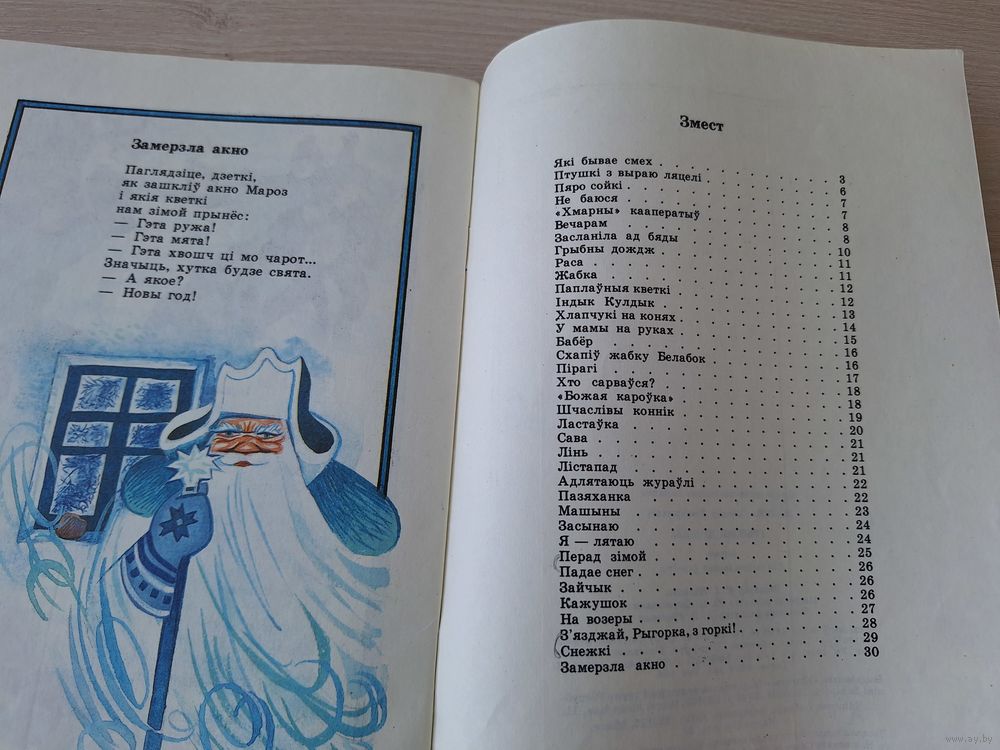 Замерзла акно
Паглядзіце, дзеткі,
як зашкліў акно Мароз
і якія кветкі
нам зімой прынёс:
— Гэта ружа!
— Гэта мята!
— Гэта хвошч ці мо чарот...
Значыць, хутка будзе свята.
— А якое?
— Новы год!
Змест
Які бывае смех . . . . 3
Птушкі з выраю ляцелі . . . . 6
Пяро сойкі . . . . 7
Не баюся . . . . 7
«Хмарны» кааператыў . . . . 8
Вечарам . . . . 8
Засланіла ад бяды . . . . 10
Грыбны дождж . . . . 11
Раса . . . . 11
Жабка . . . . 12
Паплаўныя кветкі . . . . 12
Індык Кулдык . . . . 13
Хлапчукі на конях . . . . 14
У мамы на руках . . . . 15
Бабёр . . . . 16
Схапіў жабку Белабок . . . . 16
Пірагі . . . . 17
Хто сарваўся? . . . . 18
«Божая кароўка» . . . . 18
Шчаслівы коннік . . . . 19
Ластаўка . . . . 20
Сава . . . . 21
Лінь . . . . 21
Лістапад . . . . 21
Адлятаюць жураўлі . . . . 22
Пазяханка . . . . 22
Машыны . . . . 23
Засынаю . . . . 24
Я — лятаю . . . . 24
Перад зімой . . . . 25
Падае снег . . . . 26
Зайчык . . . . 26
Кажушок . . . . 26
На возеры . . . . 27
З'язджай, Рыгорка, з горкі! . . . . 28
Снежкі . . . . 29
Замерзла акно . . . . 30
www.ay.by